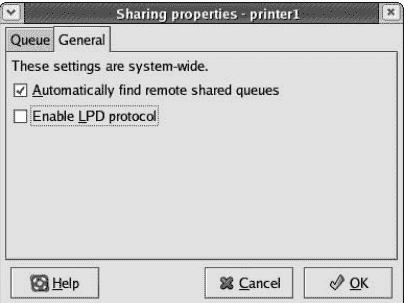 Sharing properties - printer1
Queue General
These settings are system-wide.
Automatically find remote shared queues
Enable LPD protocol
Help Cancel OK